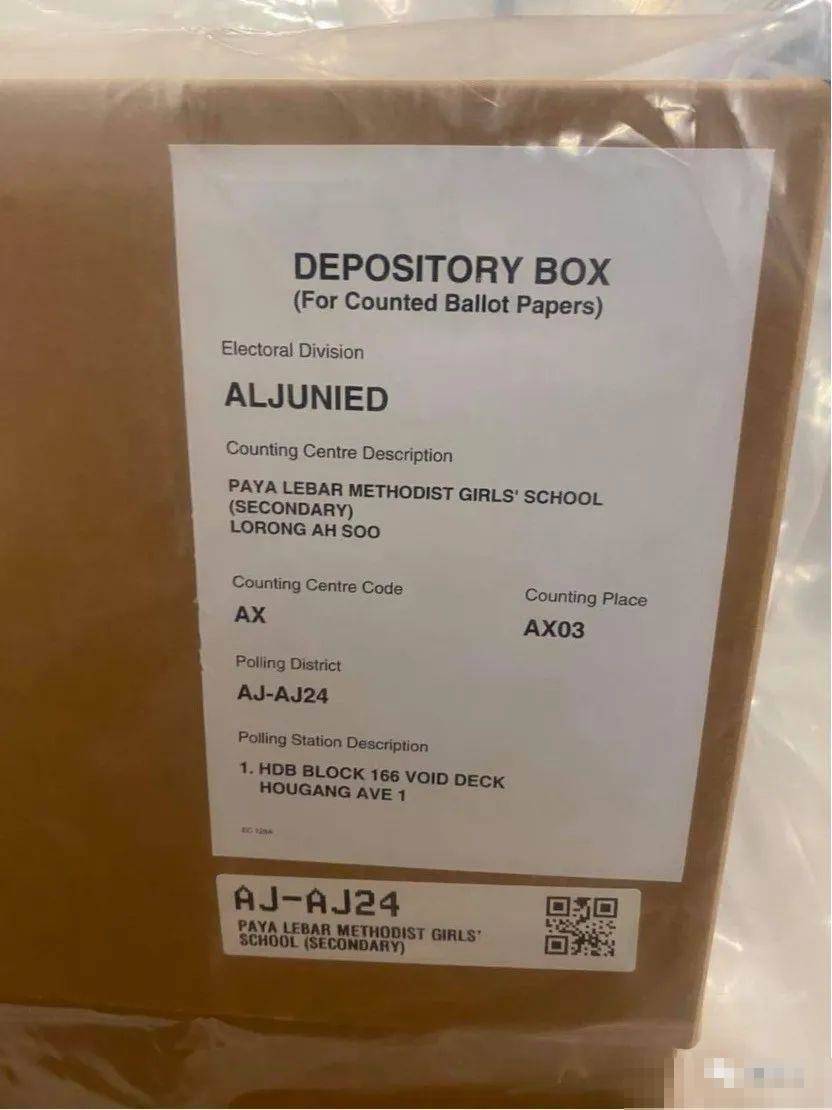 DEPOSITORY BOX
(For Counted Ballot Papers)
Electoral Division
ALJUNIED
Counting Centre Description
PAYA LEBAR METHODIST GIRLS' SCHOOL
(SECONDARY)
LORONG AH SOO
Counting Centre Code
Counting Place
AX
AX03
Polling District
AJ-AJ24
Polling Station Description
1. HDB BLOCK 166 VOID DECK
HOUGANG AVE 1
AJ-AJ24
PAYA LEBAR METHODIST GIRLS'
SCHOOL (SECONDARY)